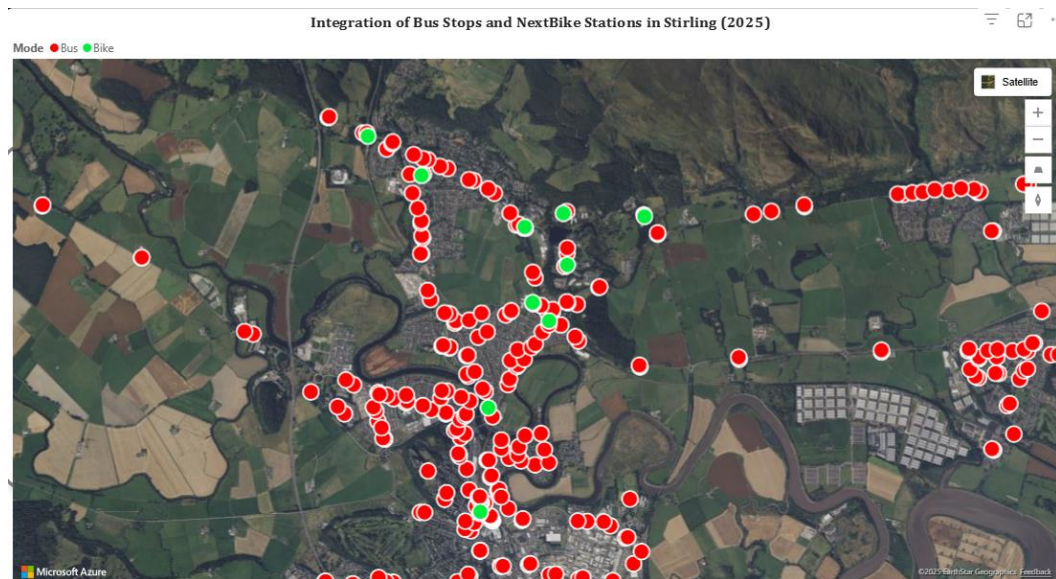 Integration of Bus Stops and NextBike Stations in Stirling (2025)
Mode Bus Bike
Satellite
Microsoft Azure
©2025 EarthStar Geographics Feedback